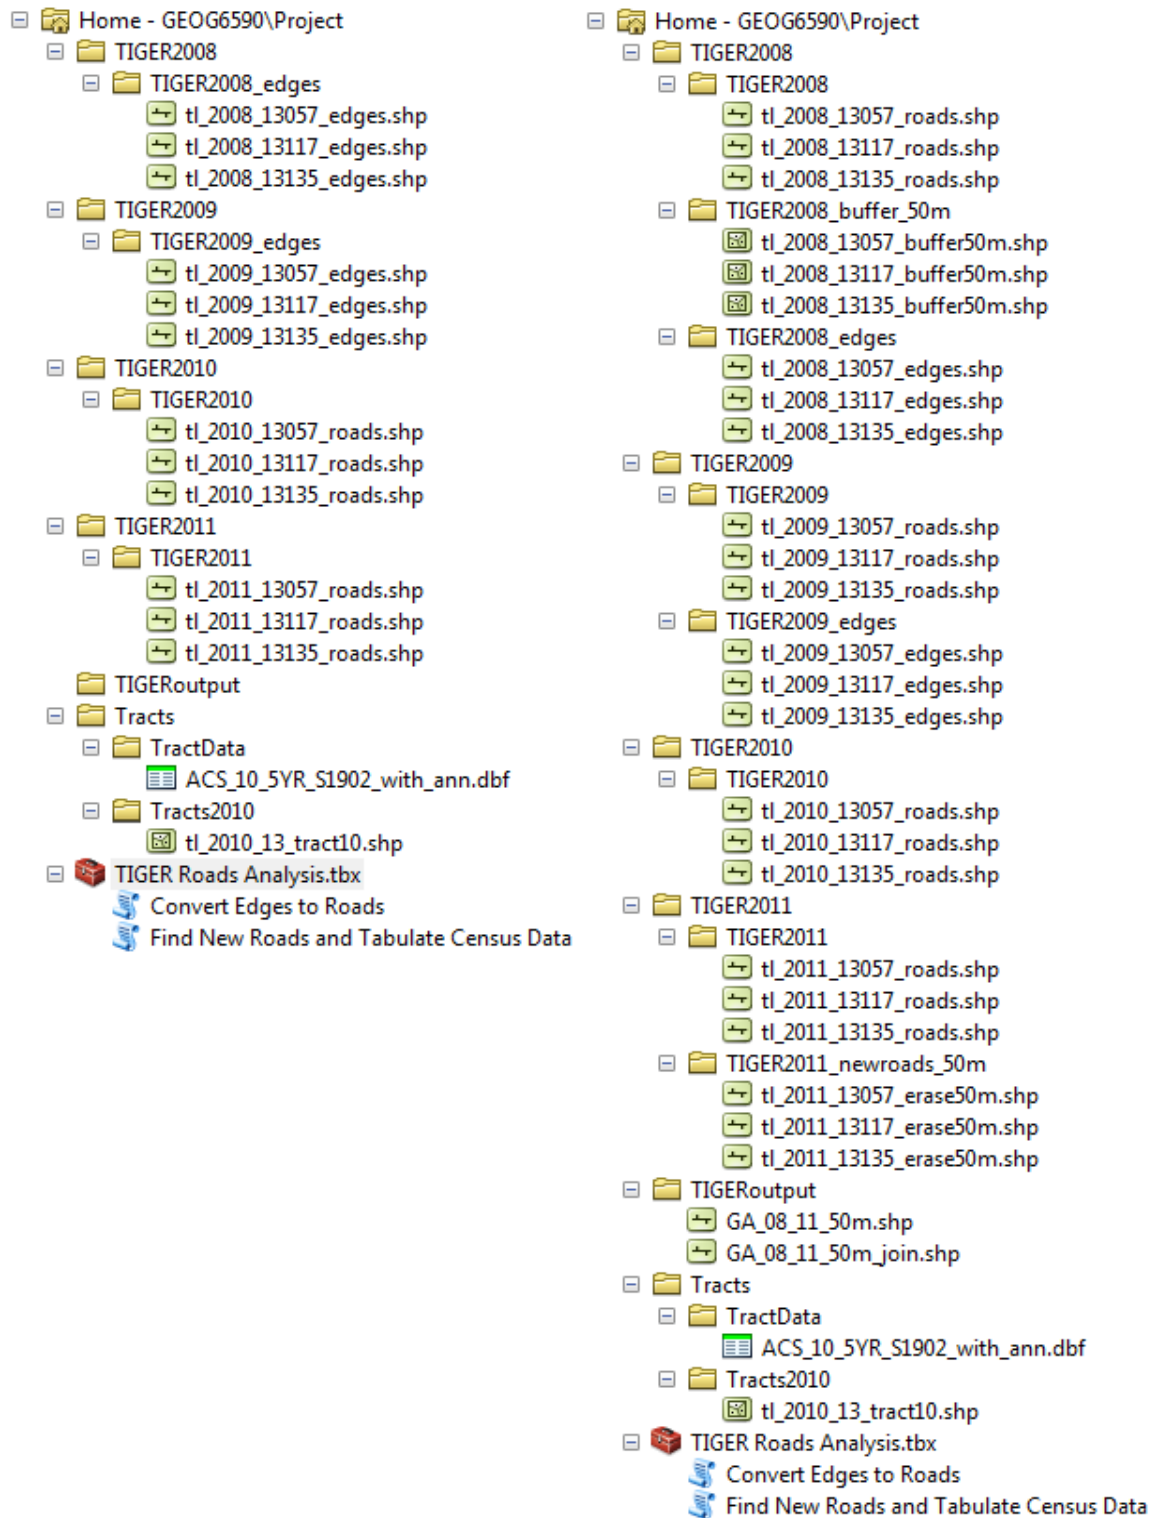 Home - GEOG6590\Project
TIGER2008
TIGER2008_edges
tl_2008_13057_edges.shp
tl_2008_13117_edges.shp
tl_2008_13135_edges.shp
TIGER2009
TIGER2009_edges
tl_2009_13057_edges.shp
tl_2009_13117_edges.shp
tl_2009_13135_edges.shp
TIGER2010
TIGER2010
tl_2010_13057_roads.shp
tl_2010_13117_roads.shp
tl_2010_13135_roads.shp
TIGER2011
TIGER2011
tl_2011_13057_roads.shp
tl_2011_13117_roads.shp
tl_2011_13135_roads.shp
TIGERoutput
Tracts
TractData
ACS_10_5YR_S1902_with_ann.dbf
Tracts2010
tl_2010_13_tract10.shp
TIGER Roads Analysis.tbx
Convert Edges to Roads
Find New Roads and Tabulate Census Data
Home - GEOG6590\Project
TIGER2008
TIGER2008
tl_2008_13057_roads.shp
tl_2008_13117_roads.shp
tl_2008_13135_roads.shp
TIGER2008_buffer_50m
tl_2008_13057_buffer50m.shp
tl_2008_13117_buffer50m.shp
tl_2008_13135_buffer50m.shp
TIGER2008_edges
tl_2008_13057_edges.shp
tl_2008_13117_edges.shp
tl_2008_13135_edges.shp
TIGER2009
TIGER2009
tl_2009_13057_roads.shp
tl_2009_13117_roads.shp
tl_2009_13135_roads.shp
TIGER2009_edges
tl_2009_13057_edges.shp
tl_2009_13117_edges.shp
tl_2009_13135_edges.shp
TIGER2010
TIGER2010
tl_2010_13057_roads.shp
tl_2010_13117_roads.shp
tl_2010_13135_roads.shp
TIGER2011
TIGER2011
tl_2011_13057_roads.shp
tl_2011_13117_roads.shp
tl_2011_13135_roads.shp
TIGER2011_newroads_50m
tl_2011_13057_erase50m.shp
tl_2011_13117_erase50m.shp
tl_2011_13135_erase50m.shp
TIGERoutput
GA_08_11_50m.shp
GA_08_11_50m_join.shp
Tracts
TractData
ACS_10_5YR_S1902_with_ann.dbf
Tracts2010
tl_2010_13_tract10.shp
TIGER Roads Analysis.tbx
Convert Edges to Roads
Find New Roads and Tabulate Census Data